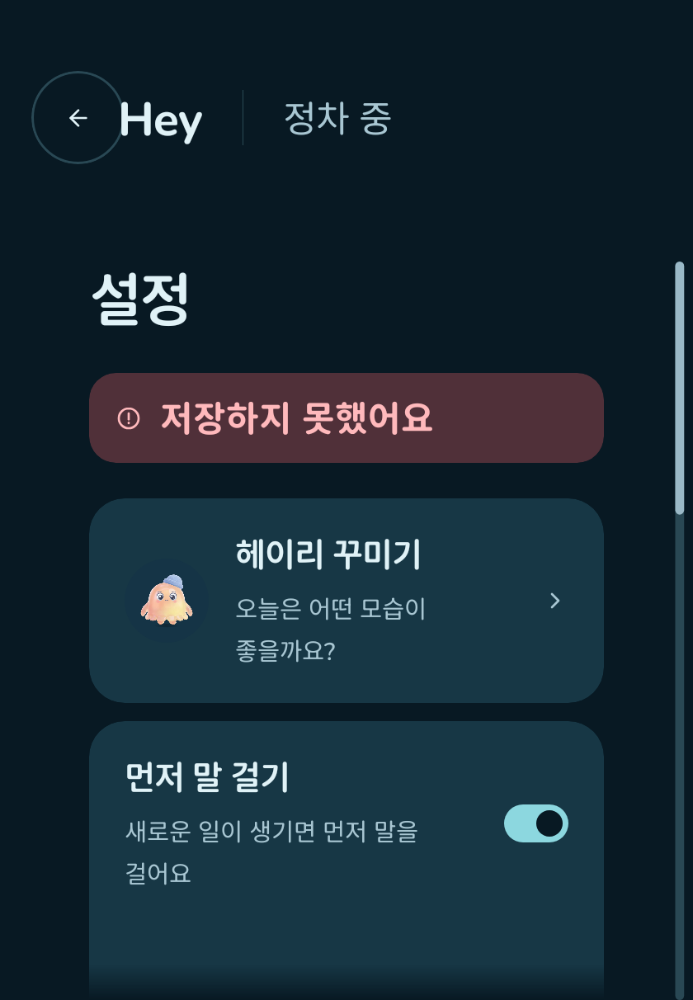 Hey
정차 중
설정
저장하지 못했어요
헤이리 꾸미기
오늘은 어떤 모습이
좋을까요?
먼저 말 걸기
새로운 일이 생기면 먼저 말을
걸어요